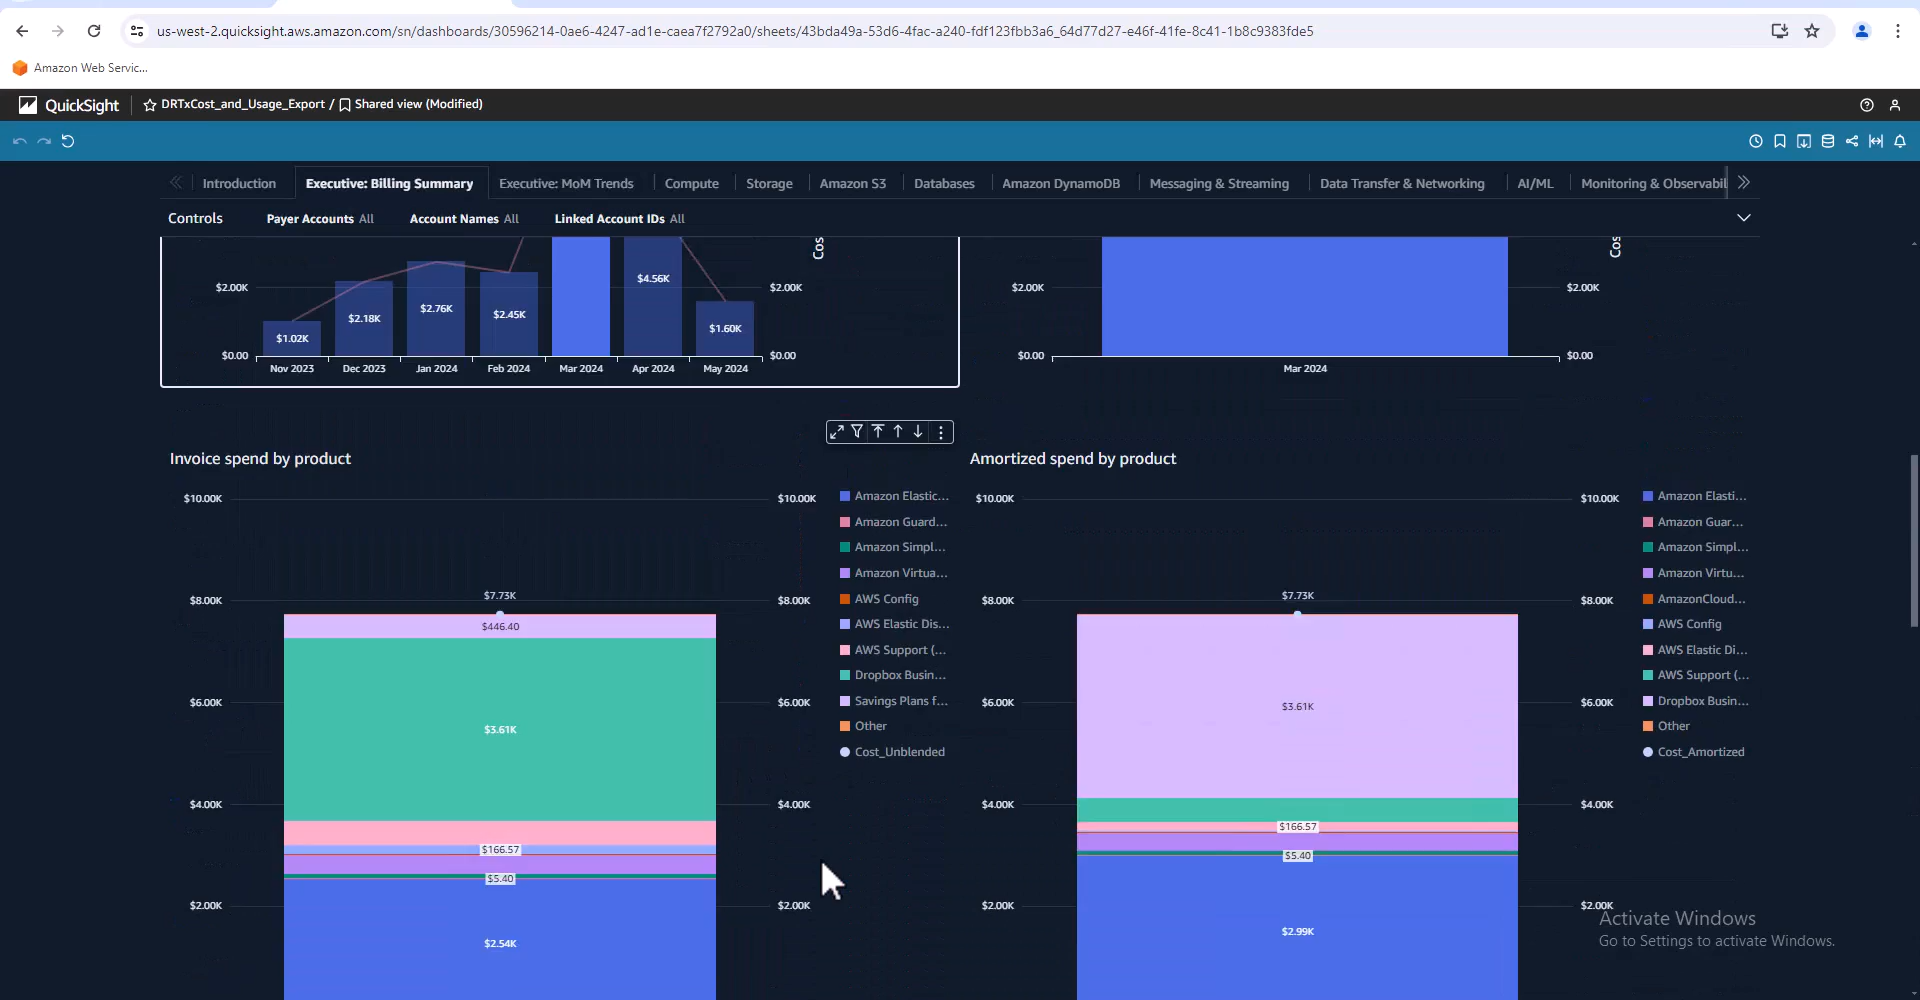 us-west-2.quicksight.aws.amazon.com/sn/dashboards/30596214-0ae6-4247-ad1e-caea7f2792a0/sheets/43bda49a-53d6-4fac-a240-fdf123fbb3a6_64d77d27-e46f-41fe-8c41-1b8c9383fde5
Amazon Web Servic...
QuickSight DRTxCost_and_Usage_Export / Shared view (Modified)
Introduction Executive: Billing Summary Executive: MoM Trends Compute Storage Amazon S3 Databases Amazon DynamoDB Messaging & Streaming Data Transfer & Networking AI/ML Monitoring & Observabil
Controls Payer Accounts All Account Names All Linked Account IDs All
Cos Cos
$2.00K $4.56K $2.00K $2.00K $2.00K
$1.02K $2.18K $2.76K $2.45K $1.60K
$0.00 $0.00 $0.00 $0.00
Nov 2023 Dec 2023 Jan 2024 Feb 2024 Mar 2024 Apr 2024 May 2024 Mar 2024
Invoice spend by product
$10.00K $10.00K
$8.00K $7.73K $8.00K
$446.40
$6.00K $3.61K $6.00K
$4.00K $4.00K
$166.57
$5.40
$2.00K $2.00K
$2.54K
Amazon Elastic...
Amazon Guard...
Amazon Simpl...
Amazon Virtua...
AWS Config
AWS Elastic Dis...
AWS Support (...
Dropbox Busin...
Savings Plans f...
Other
Cost_Unblended
Amortized spend by product
$10.00K $10.00K
$8.00K $7.73K $8.00K
$6.00K $3.61K $6.00K
$4.00K $4.00K
$166.57
$5.40
$2.00K $2.00K
$2.99K
Amazon Elasti...
Amazon Guar...
Amazon Simpl...
Amazon Virtu...
AmazonCloud...
AWS Config
AWS Elastic Di...
AWS Support (...
Dropbox Busin...
Other
Cost_Amortized
Activate Windows
Go to Settings to activate Windows.